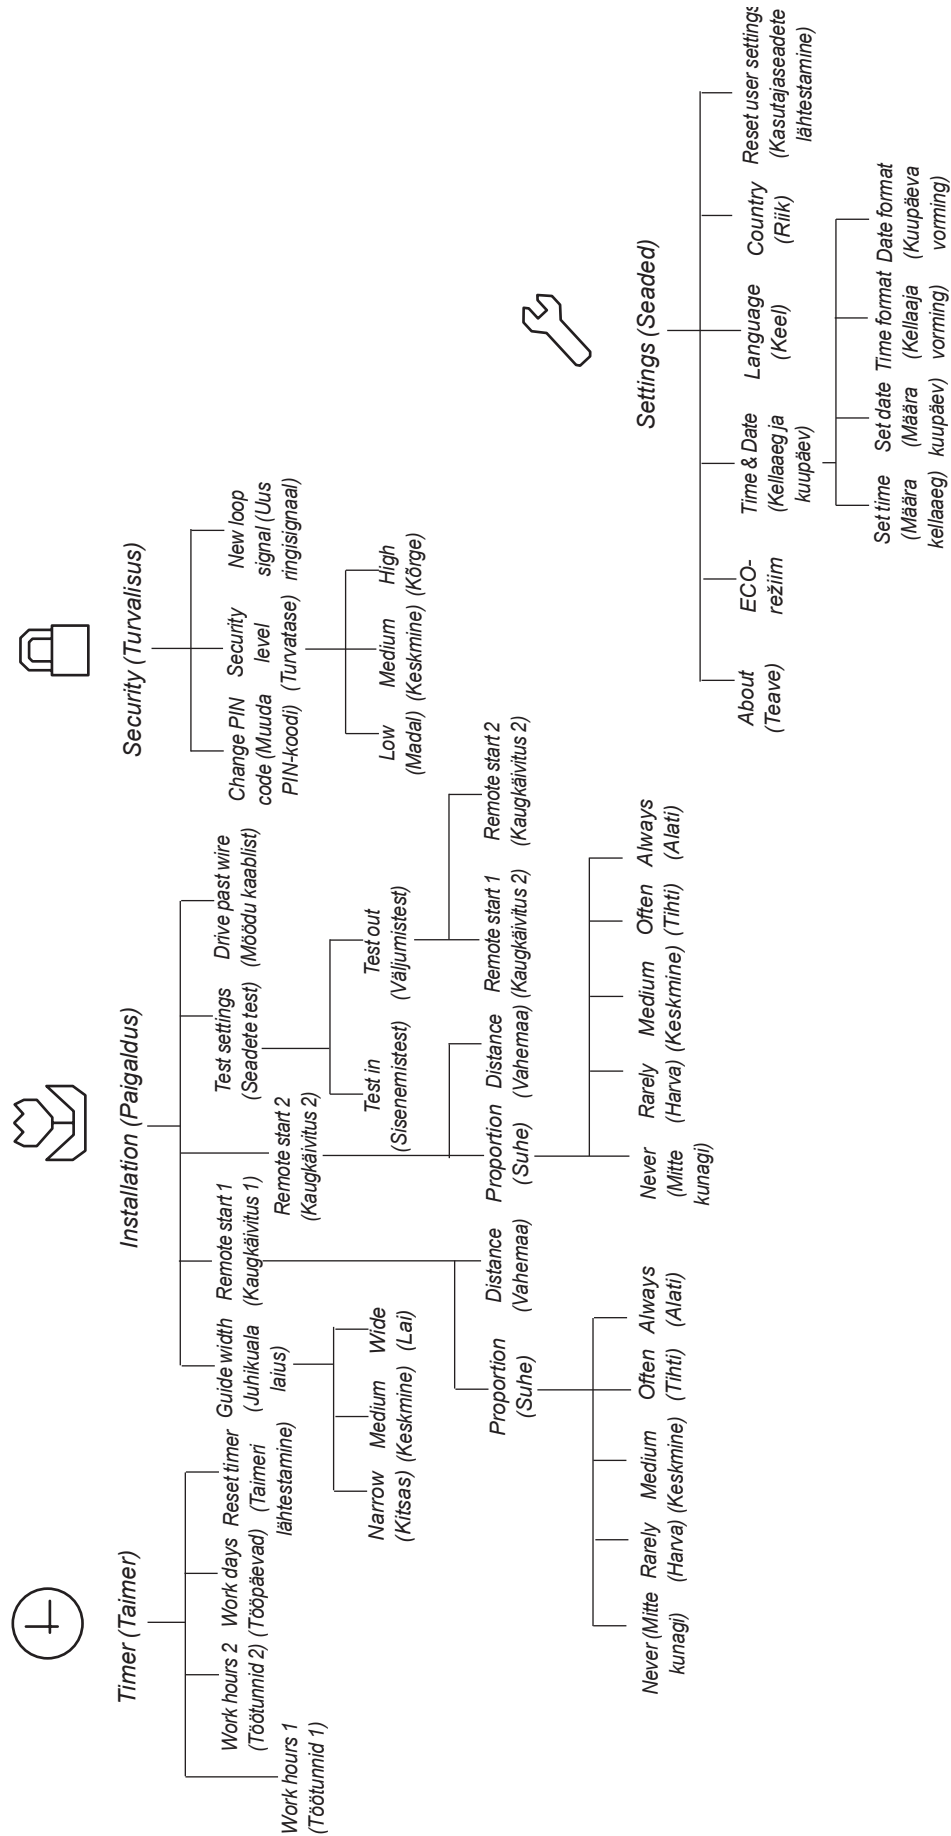 Timer (Taimer)
Work hours 1
(Töötunnid 1)
Work hours 2
(Töötunnid 2)
Work days
(Tööpäevad)
Reset timer
(Taimeri
lähtestamine)
Installation (Paigaldus)
Guide width
(Juhikuala
laius)
Narrow
(Kitsas)
Medium
(Keskmine)
Wide
(Lai)
Remote start 1
(Kaugkäivitus 1)
Proportion
(Suhe)
Never (Mitte
kunagi)
Rarely
(Harva)
Medium
(Keskmine)
Often
(Tihti)
Always
(Alati)
Distance
(Vahemaa)
Remote start 2
(Kaugkäivitus 2)
Proportion
(Suhe)
Never
(Mitte
kunagi)
Rarely
(Harva)
Medium
(Keskmine)
Often
(Tihti)
Always
(Alati)
Distance
(Vahemaa)
Test settings
(Seadete test)
Test in
(Sisenemistest)
Test out
(Väljumistest)
Remote start 1
(Kaugkäivitus 2)
Remote start 2
(Kaugkäivitus 2)
Drive past wire
(Möödu kaablist)
Security (Turvalisus)
Change PIN
code (Muuda
PIN-koodi)
Security
level
(Turvatase)
Low
(Madal)
Medium
(Keskmine)
High
(Kõrge)
New loop
signal (Uus
ringisignaal)
Settings (Seaded)
About
(Teave)
ECO-
režiim
Time & Date
(Kellaaeg ja
kuupäev)
Set time
(Määra
kellaaeg)
Set date
(Määra
kuupäev)
Time format
(Kellaaja
vorming)
Date format
(Kuupäeva
vorming)
Language
(Keel)
Country
(Riik)
Reset user settings
(Kasutajaseadete
lähtestamine)